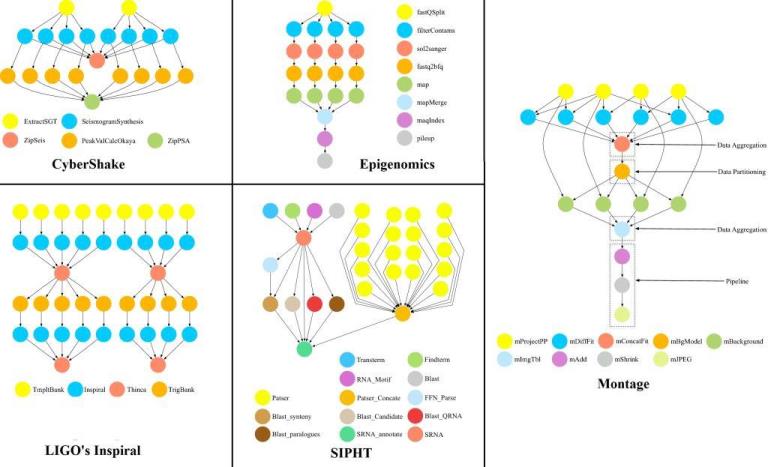 ExtractSGT
SeismogramSynthesis
ZipSeis
PeakValCalcOkaya
ZipPSA
CyberShake
fastQSplit
filterContams
sol2sanger
fastq2bfq
map
mapMerge
maqIndex
pileup
Epigenomics
TmpltBank
Inspiral
Thinca
TrigBank
LIGO's Inspiral
Transterm
Findterm
RNA_Motif
Blast
Patser
Patser_Concate
FFN_Parse
Blast_synteny
Blast_Candidate
Blast_QRNA
Blast_paralogues
SRNA_annotate
SRNA
SIPHT
Data Aggregation
Data Partitioning
Data Aggregation
Pipeline
mProjectPP
mDiffFit
mConcatFit
mBgModel
mBackground
mImgTbl
mAdd
mShrink
mJPEG
Montage